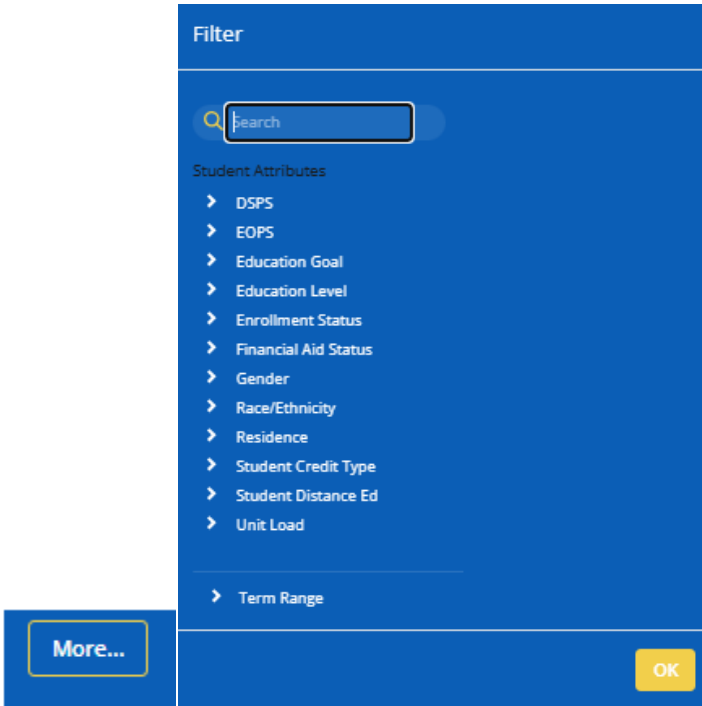 Filter
Search
Student Attributes
DSPS
EOPS
Education Goal
Education Level
Enrollment Status
Financial Aid Status
Gender
Race/Ethnicity
Residence
Student Credit Type
Student Distance Ed
Unit Load
Term Range
More...
OK